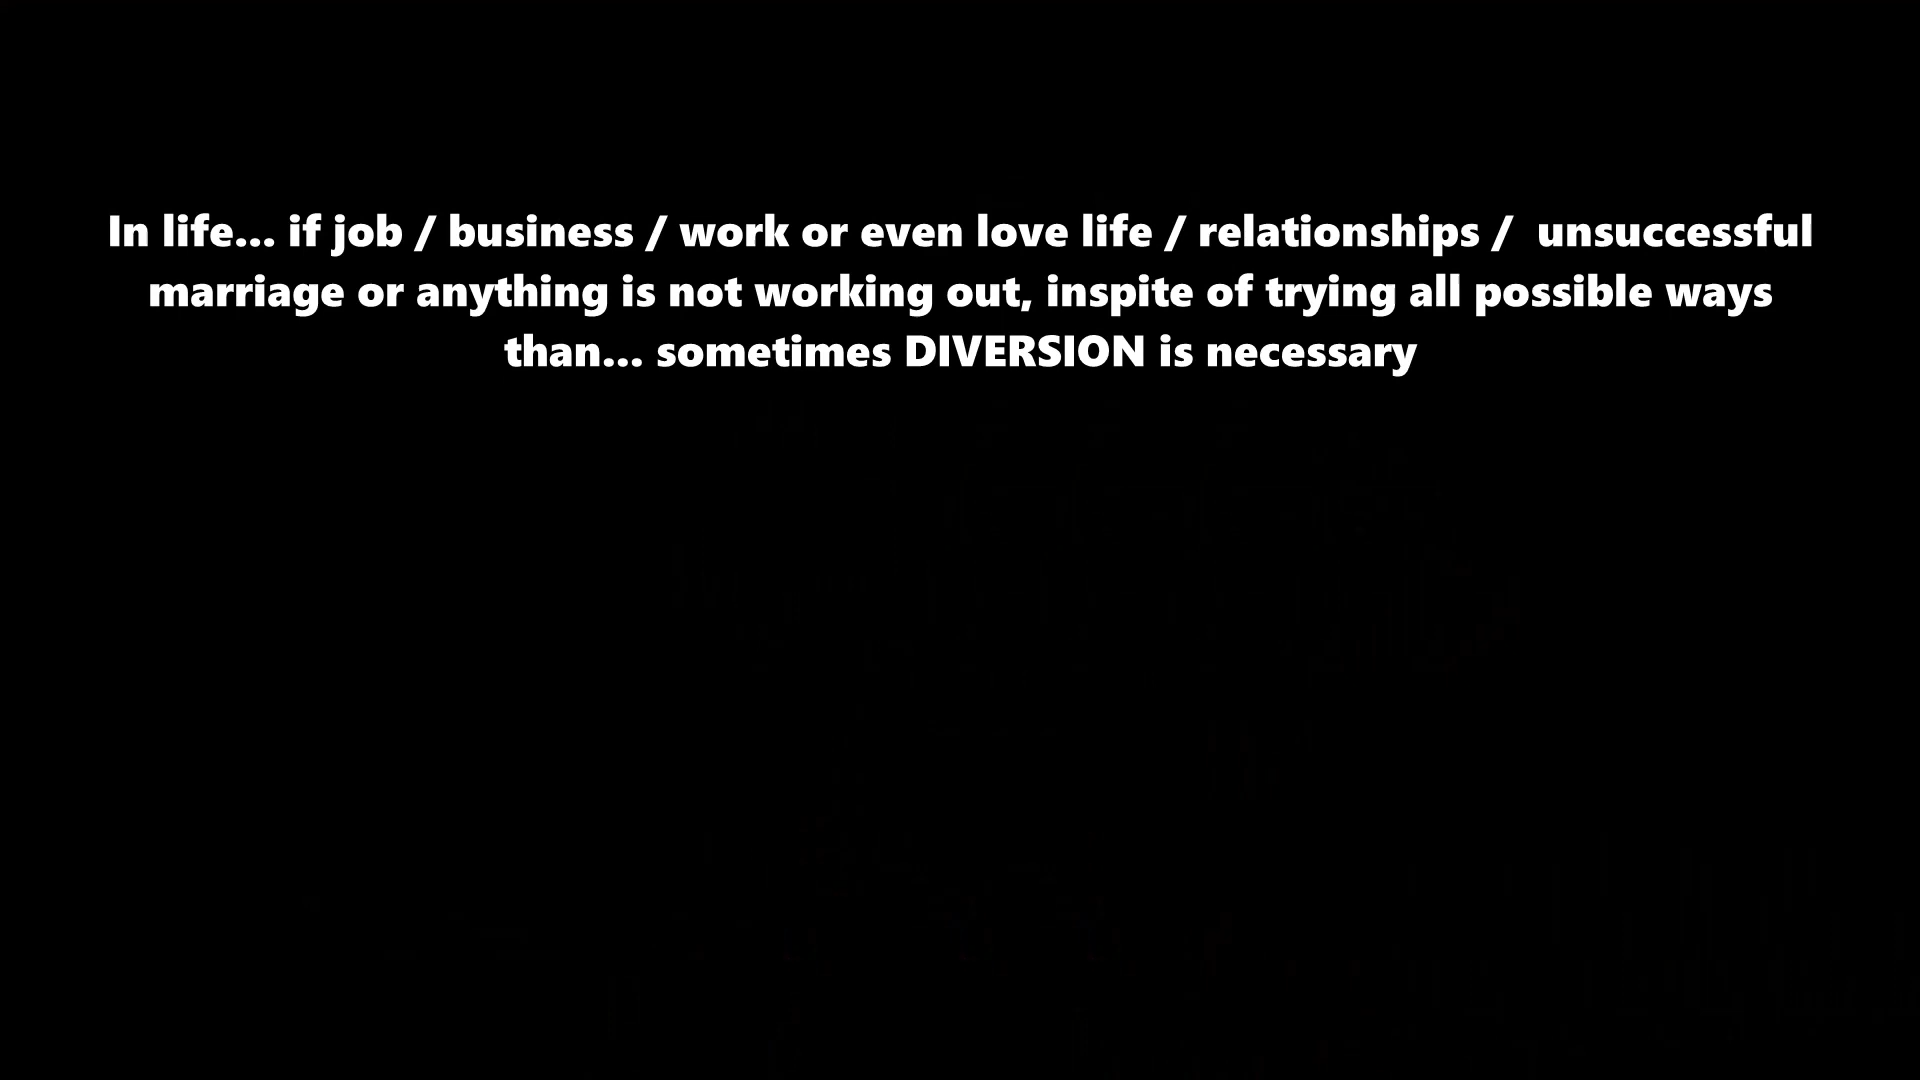 In life... if job / business / work or even love life / relationships /  unsuccessful
marriage or anything is not working out, inspite of trying all possible ways
than... sometimes DIVERSION is necessary